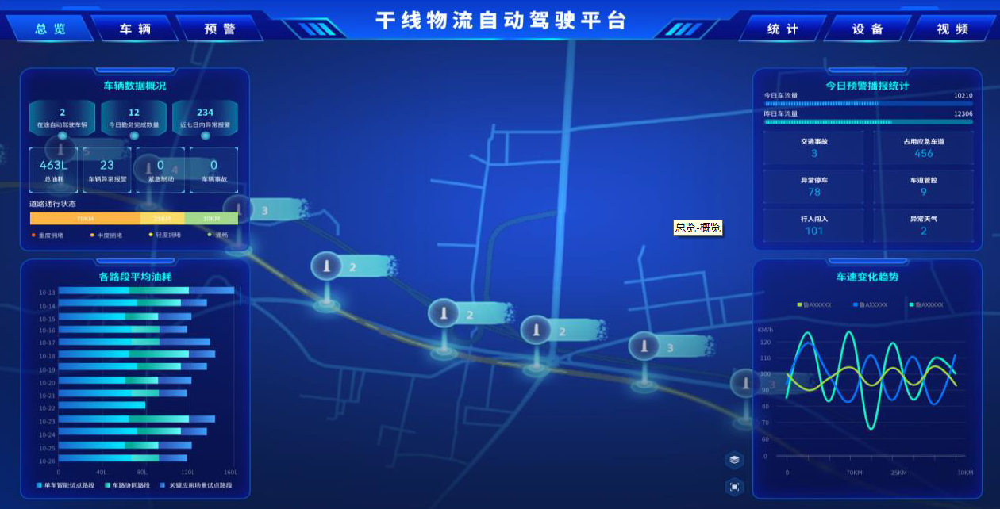 干线物流自动驾驶平台
总览 车辆 预警
统计 设备 视频
车辆数据概况
2 12 234
在途自动驾驶车辆 今日勤务完成数量 近七日内异常报警
463L 23 0 0
总油耗 车辆异常报警 紧急制动 车辆事故
道路通行状态
70KM 25KM 30KM
重度拥堵 中度拥堵 轻度拥堵 通畅
各路段平均油耗
10-13
10-14
10-15
10-16
10-17
10-18
10-19
10-20
10-21
10-22
10-23
10-24
10-25
10-26
0 40L 80L 120L 160L
单车智能试点路段 车路协同路段 关键应用场景试点路段
5
4
3
2
2
2
3
3
总览-概览
今日预警播报统计
今日车流量 10210
昨日车流量 12306
交通事故 占用应急车道
3 456
异常停车 车道管控
78 9
行人闯入 异常天气
101 2
车速变化趋势
鲁AXXXXX 鲁AXXXXX 鲁AXXXXX
KM/h
120
110
100
90
80
70
60
0
0 70KM 25KM 30KM